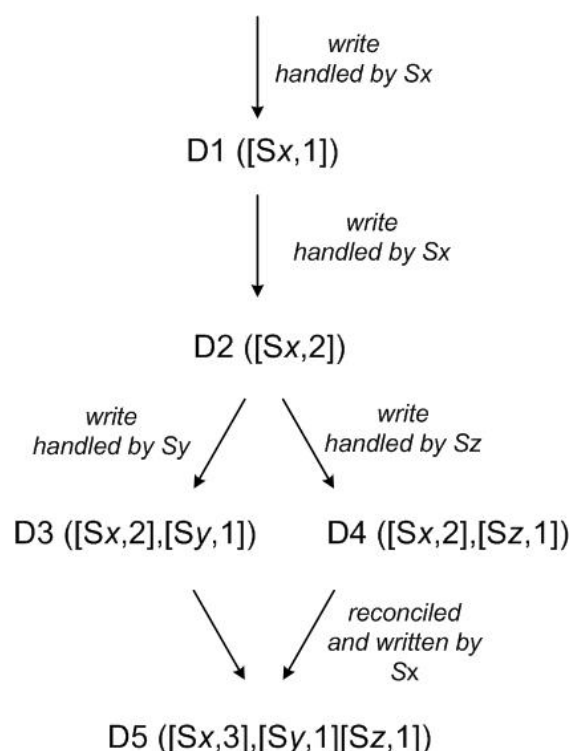 write
handled by Sx
D1 ([Sx,1])
write
handled by Sx
D2 ([Sx,2])
write
handled by Sy
write
handled by Sz
D3 ([Sx,2],[Sy,1])
D4 ([Sx,2],[Sz,1])
reconciled
and written by
Sx
D5 ([Sx,3],[Sy,1][Sz,1])